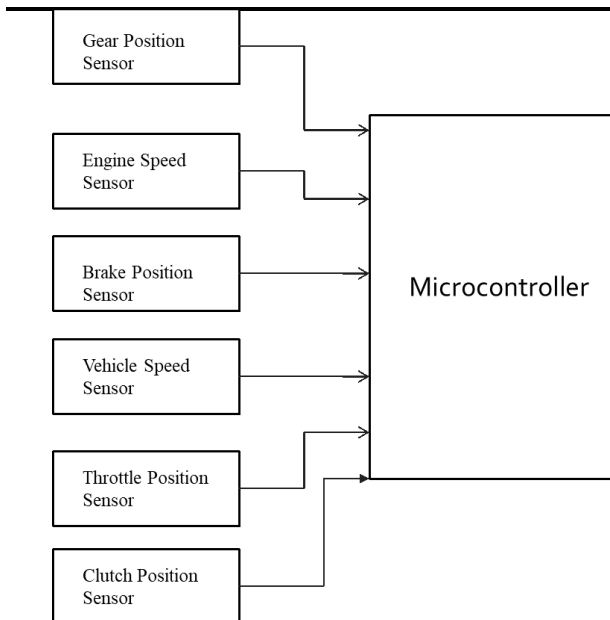 Gear Position
Sensor
Engine Speed
Sensor
Brake Position
Sensor
Microcontroller
Vehicle Speed
Sensor
Throttle Position
Sensor
Clutch Position
Sensor